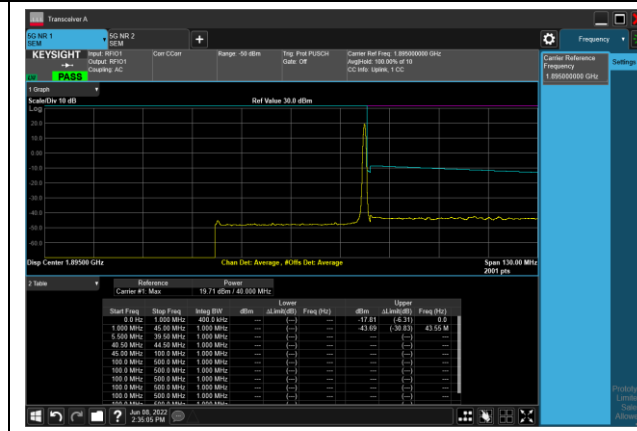 Transceiver A
5G NR 1
SEM
5G NR 2
SEM
+
Frequency
KEYSIGHT
Input: RFIO1
Output: RFIO1
Coupling: AC
Corr CCorr
Range: -50 dBm
Trig: Prot PUSCH
Gate: Off
Carrier Ref Freq: 1.895000000 GHz
Avg|Hold: 100.00% of 10
CC Info: Uplink, 1 CC
PASS
Carrier Reference
Frequency
1.895000000 GHz
Settings
1 Graph
Scale/Div 10 dB
Ref Value 30.0 dBm
Log
20.0
10.0
0.00
-10.0
-20.0
-30.0
-40.0
-50.0
-60.0
Disp Center 1.89500 GHz
Chan Det: Average , #Offs Det: Average
Span 130.00 MHz
2001 pts
2 Table
Reference Power
Carrier #1: Max 19.71 dBm / 40.000 MHz
Lower Upper
Start Freq Stop Freq Integ BW dBm ΔLimit(dB) Freq (Hz) dBm ΔLimit(dB) Freq (Hz)
0.0 Hz 1.000 MHz 400.0 kHz --- (---) --- -17.81 (-6.31) 0.0
1.000 MHz 45.00 MHz 1.000 MHz --- (---) --- -43.69 (-30.83) 43.55 M
5.500 MHz 39.50 MHz 1.000 MHz --- (---) --- --- (---) ---
40.50 MHz 44.50 MHz 1.000 MHz --- (---) --- --- (---) ---
45.00 MHz 100.0 MHz 1.000 MHz --- (---) --- --- (---) ---
100.0 MHz 500.0 MHz 1.000 MHz --- (---) --- --- (---) ---
100.0 MHz 500.0 MHz 1.000 MHz --- (---) --- --- (---) ---
100.0 MHz 500.0 MHz 1.000 MHz --- (---) --- --- (---) ---
100.0 MHz 500.0 MHz 1.000 MHz --- (---) --- --- (---) ---
?
Jun 08, 2022
2:35:05 PM